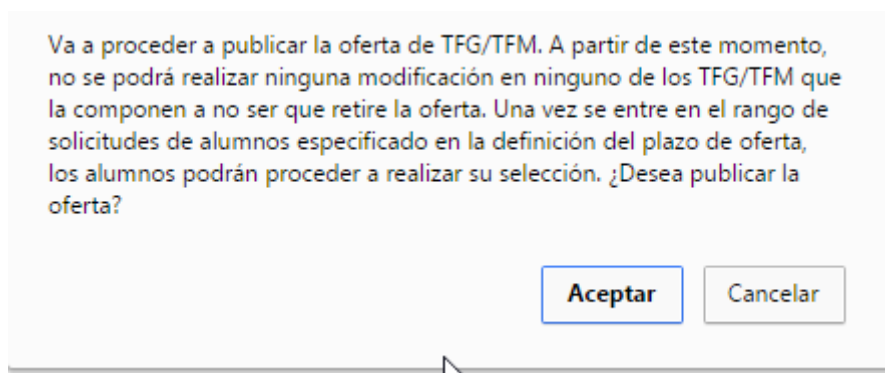 Va a proceder a publicar la oferta de TFG/TFM. A partir de este momento,
no se podrá realizar ninguna modificación en ninguno de los TFG/TFM que
la componen a no ser que retire la oferta. Una vez se entre en el rango de
solicitudes de alumnos especificado en la definición del plazo de oferta,
los alumnos podrán proceder a realizar su selección. ¿Desea publicar la
oferta?
Aceptar Cancelar